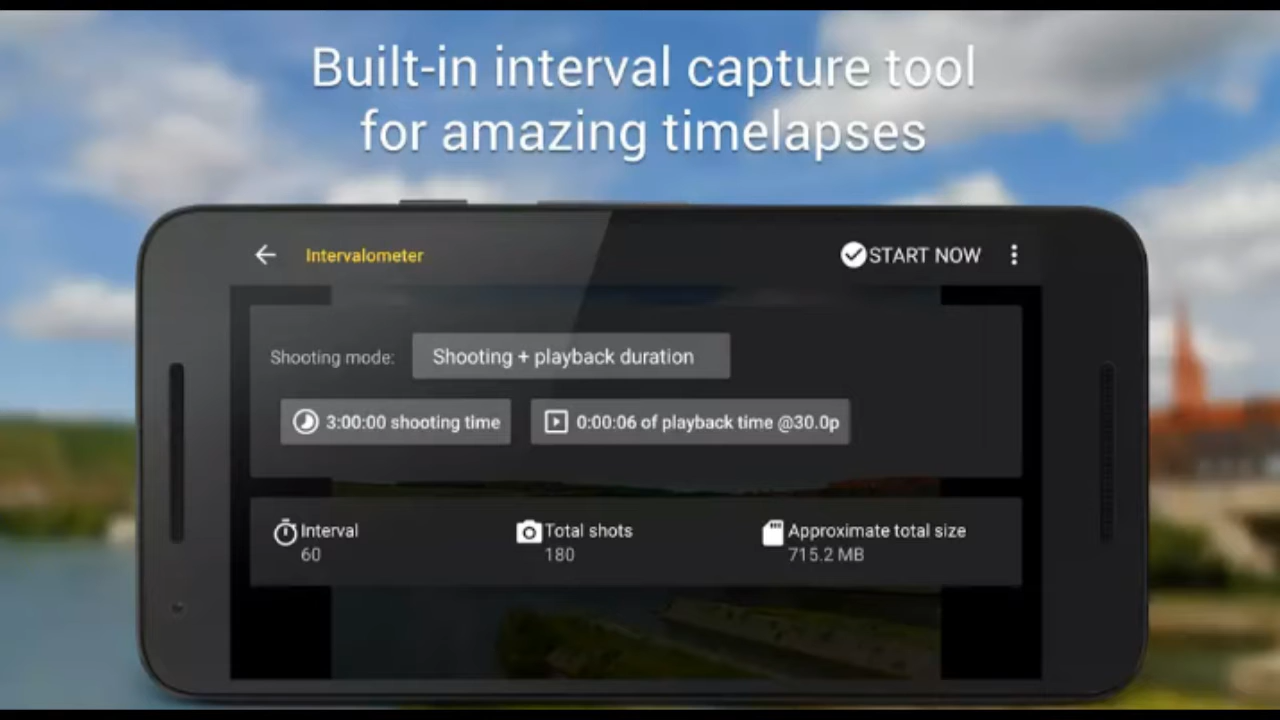 Built-in interval capture tool
for amazing timelapses
Intervalometer
START NOW
Shooting mode:
Shooting + playback duration
3:00:00 shooting time
0:00:06 of playback time @30.0p
Interval
60
Total shots
180
Approximate total size
715.2 MB